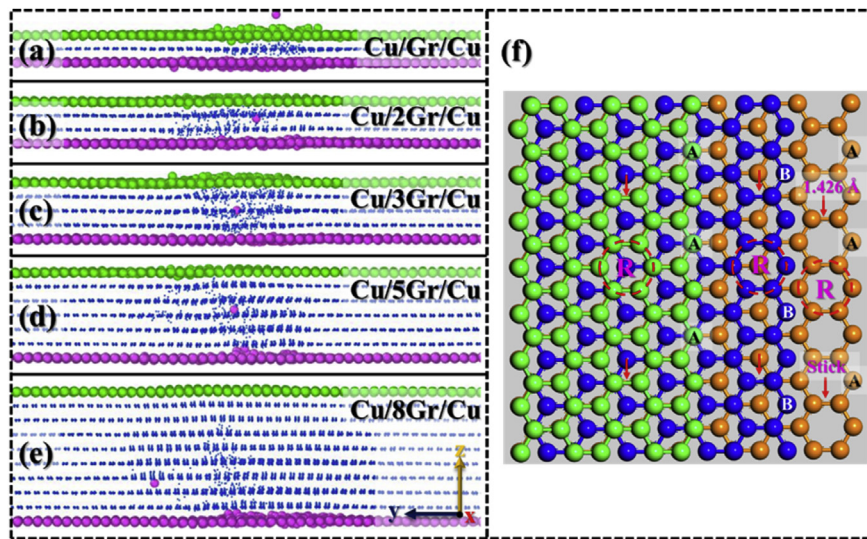 (a)
Cu/Gr/Cu
(b)
Cu/2Gr/Cu
(c)
Cu/3Gr/Cu
(d)
Cu/5Gr/Cu
(e)
Cu/8Gr/Cu
z
y
x
(f)
A
A
B
1.426 Å
A
A
R
R
R
B
A
Stick
A
B